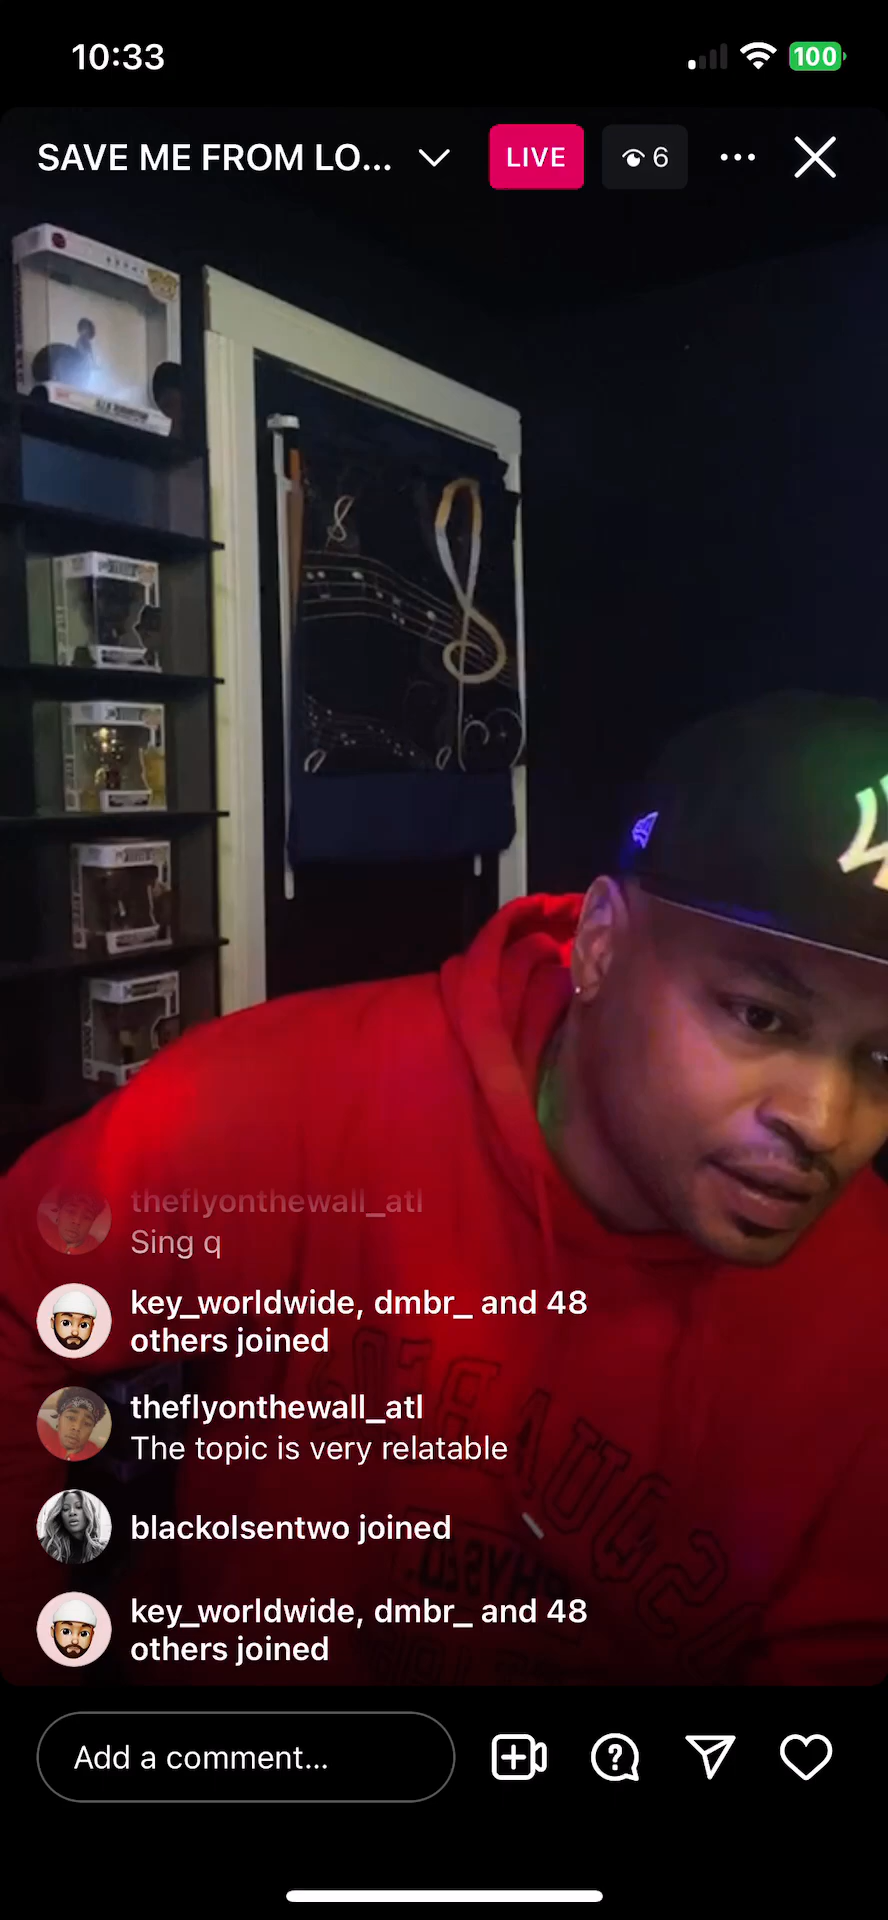 10:33
100
SAVE ME FROM LO...
LIVE
6
theflyonthewall_atl
Sing q
key_worldwide, dmbr_ and 48
others joined
theflyonthewall_atl
The topic is very relatable
blackolsentwo joined
key_worldwide, dmbr_ and 48
others joined
Add a comment...